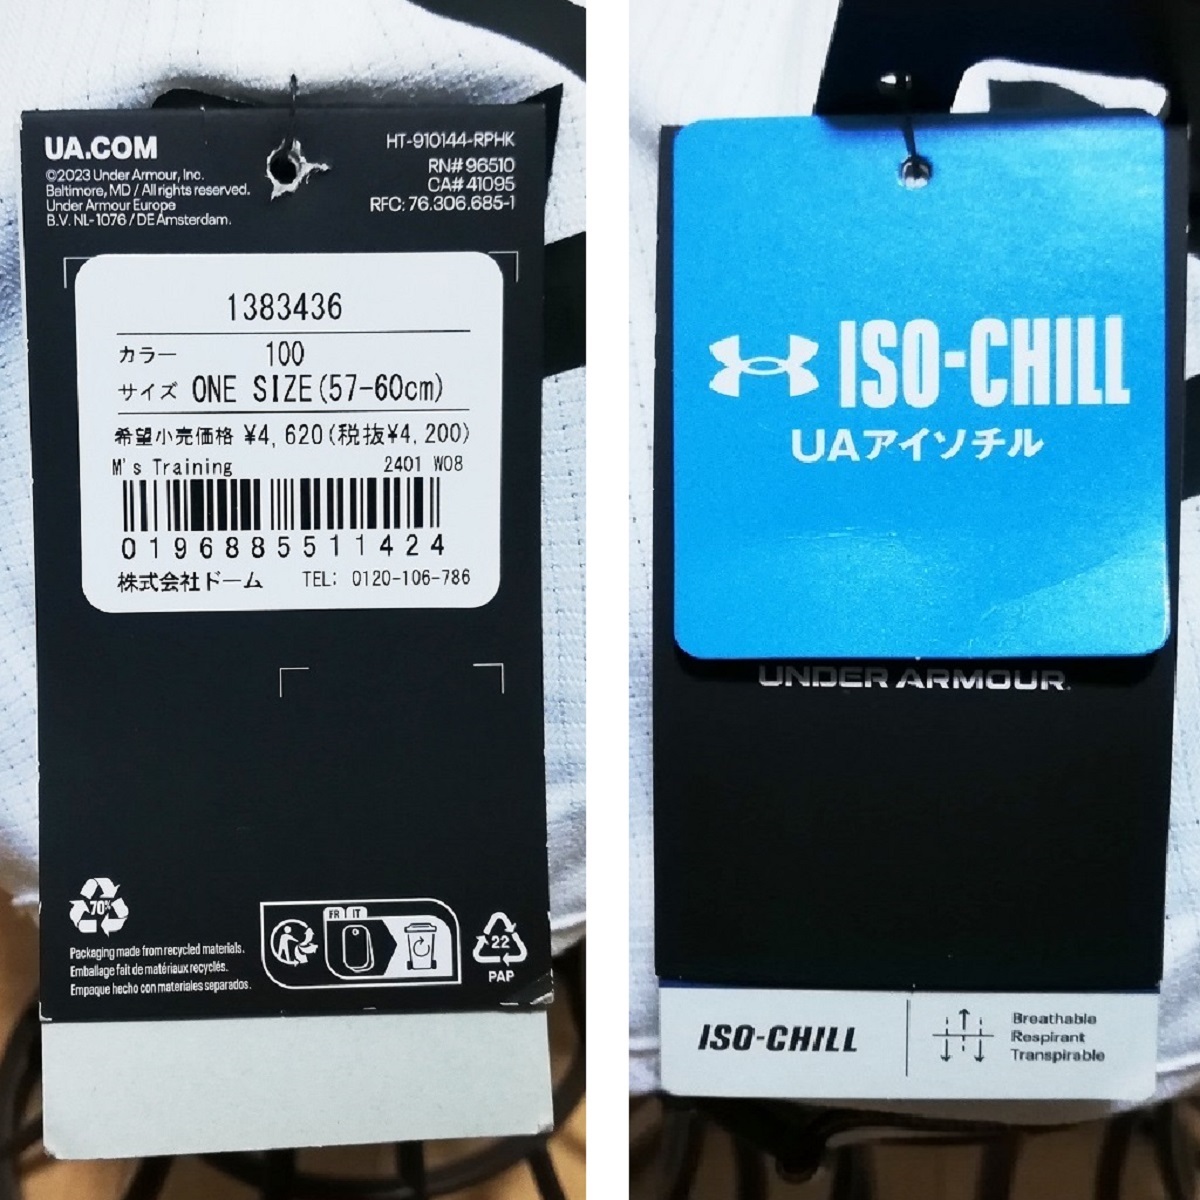 UA.COM
©2023 Under Armour, Inc.
Baltimore, MD / All rights reserved.
Under Armour Europe
B.V. NL-1076 / DE Amsterdam.
HT-910144-RPHK
RN# 96510
CA# 41095
RFC: 76.306.685-1
1383436
カラー 100
サイズ ONE SIZE(57-60cm)
希望小売価格 ¥4,620(税抜¥4,200)
M's Training 2401 W08
0196885511424
株式会社ドーム TEL: 0120-106-786
70%
Packaging made from recycled materials.
Emballage fait de matériaux recyclés.
Empaque hecho con materiales separados.
FR IT
22
PAP
ISO-CHILL
UAアイソチル
UNDER ARMOUR.
ISO-CHILL
Breathable
Respirant
Transpirable